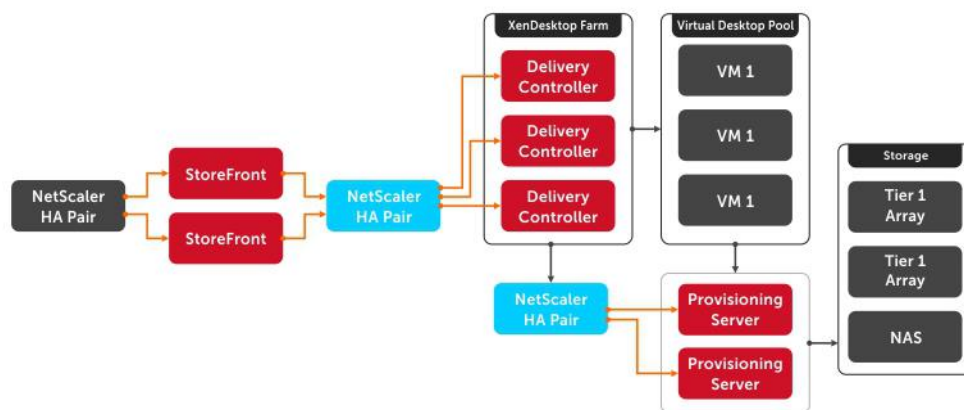 XenDesktop Farm
Virtual Desktop Pool
Delivery
Controller
VM 1
Delivery
Controller
VM 1
Storage
StoreFront
NetScaler
HA Pair
NetScaler
HA Pair
Delivery
Controller
VM 1
Tier 1
Array
StoreFront
Tier 1
Array
NetScaler
HA Pair
Provisioning
Server
NAS
Provisioning
Server